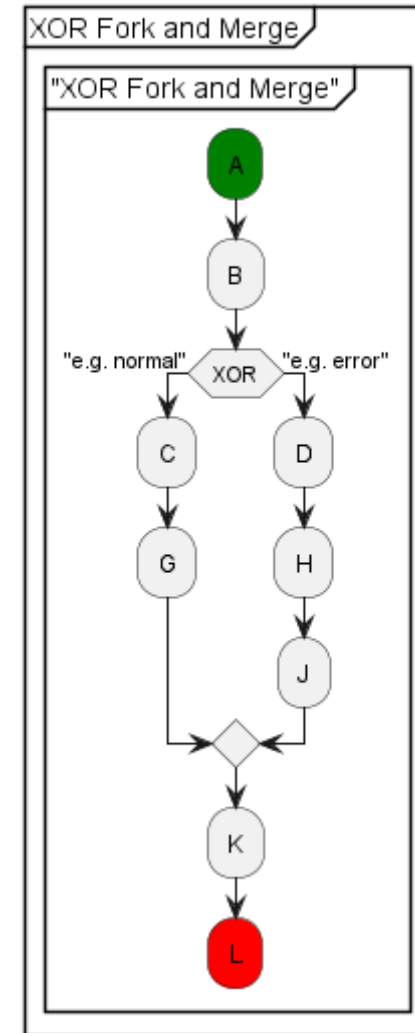 XOR Fork and Merge
"XOR Fork and Merge"
A
B
"e.g. normal" XOR "e.g. error"
C D
G H
J
K
L